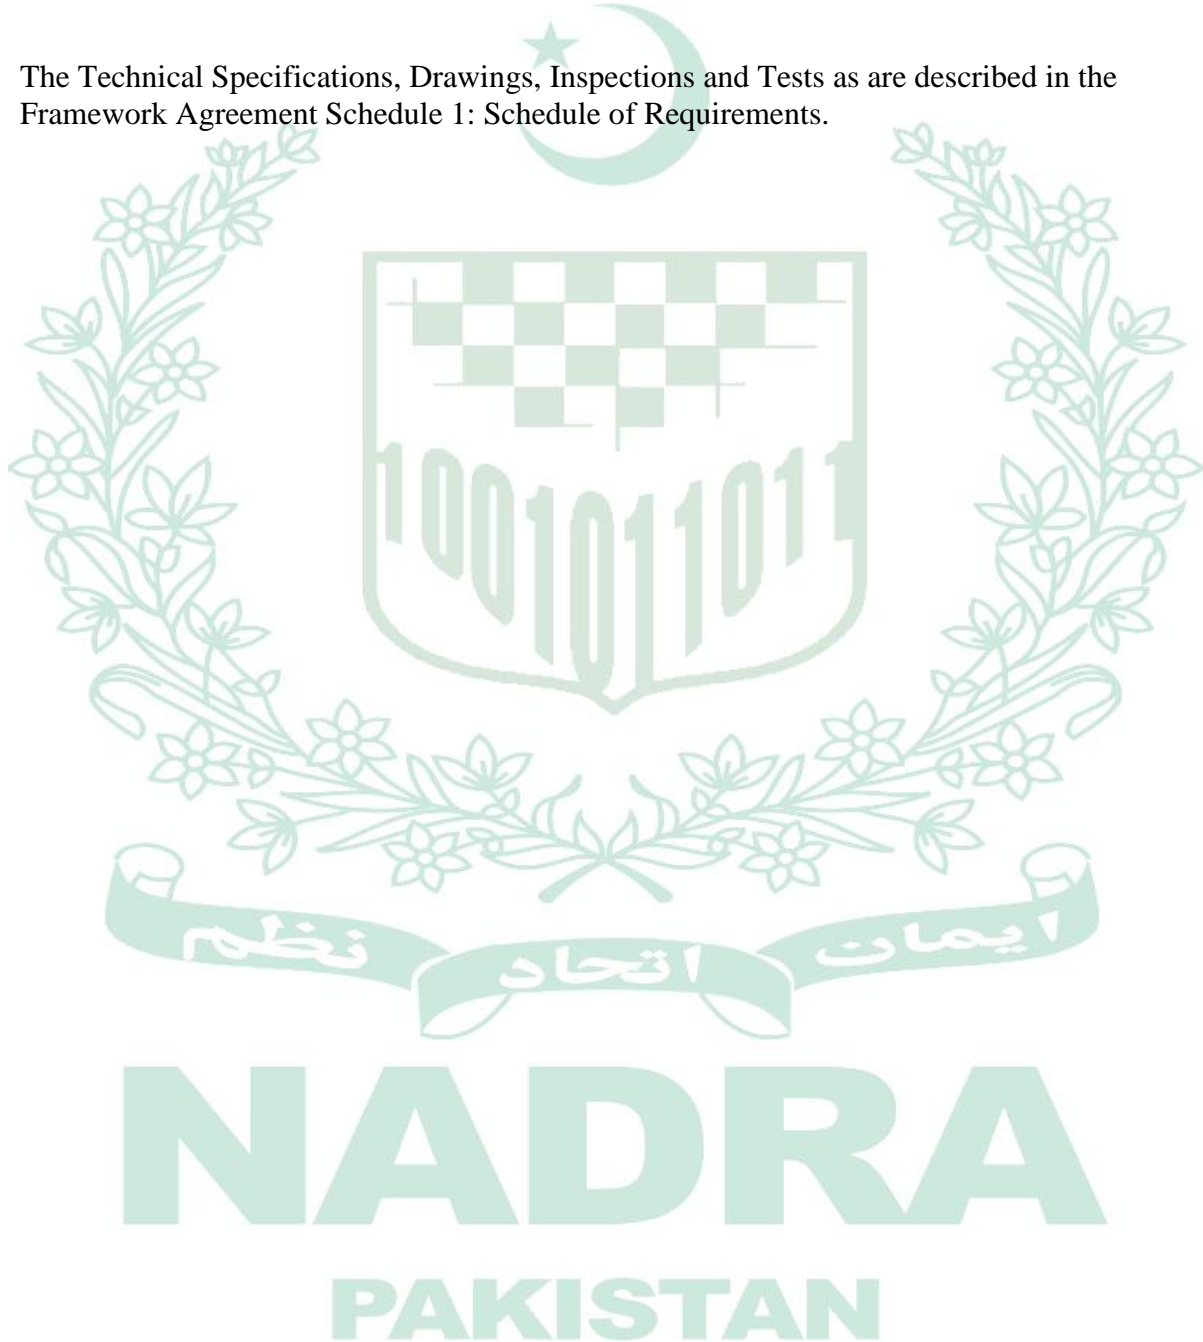 The Technical Specifications, Drawings, Inspections and Tests as are described in the
Framework Agreement Schedule 1: Schedule of Requirements.
1001011011
ایمان اتحاد نظم
NADRA
PAKISTAN